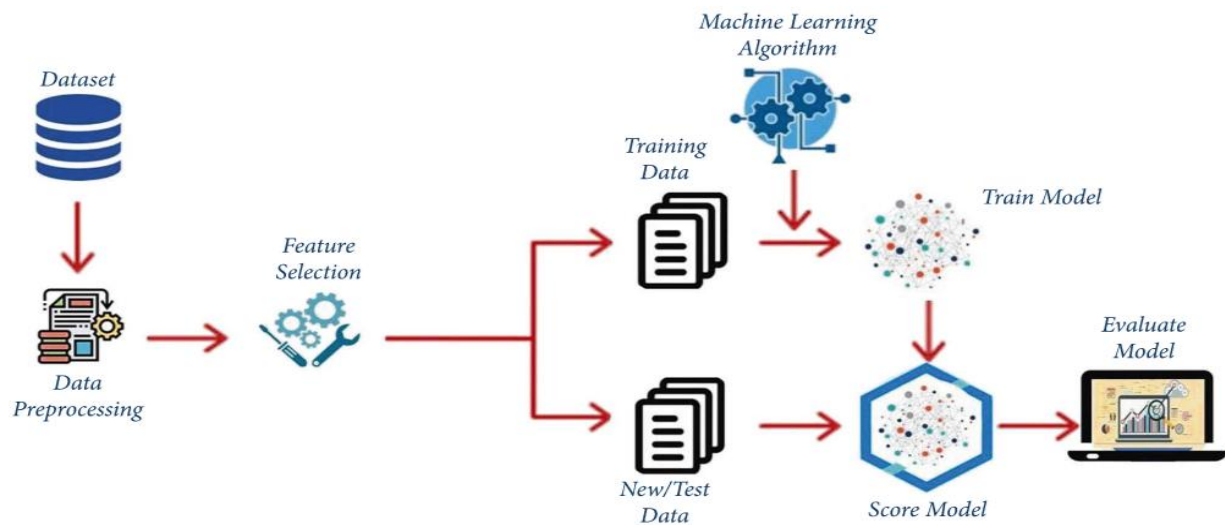 Dataset
Data
Preprocessing
Feature
Selection
Training
Data
Machine Learning
Algorithm
Train Model
New/Test
Data
Score Model
Evaluate
Model